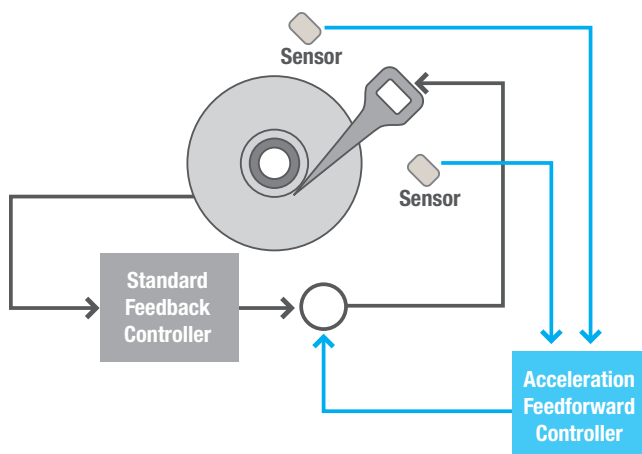 Sensor
Sensor
Standard
Feedback
Controller
Acceleration
Feedforward
Controller